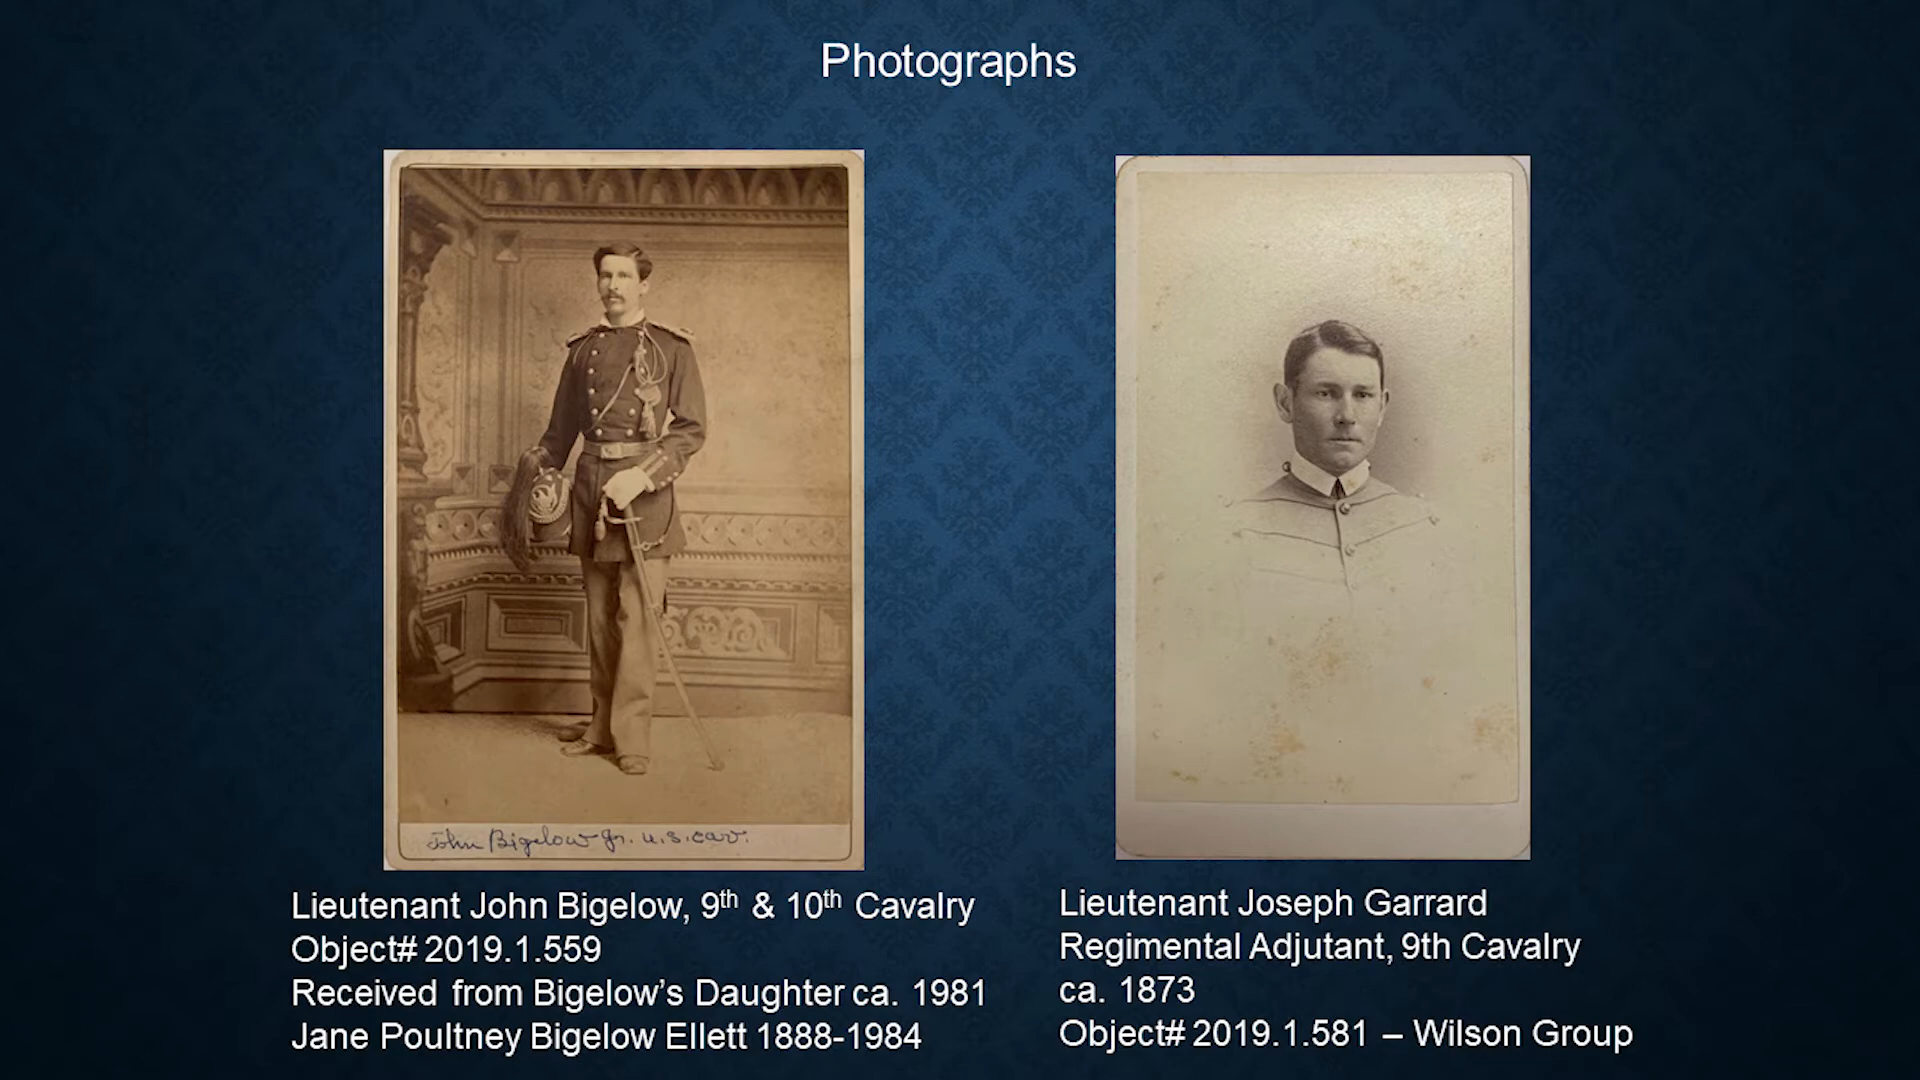 Photographs
John Bigelow Jr. U.S. Cav.
Lieutenant John Bigelow, 9th & 10th Cavalry
Object# 2019.1.559
Received from Bigelow’s Daughter ca. 1981
Jane Poultney Bigelow Ellett 1888-1984
Lieutenant Joseph Garrard
Regimental Adjutant, 9th Cavalry
ca. 1873
Object# 2019.1.581 – Wilson Group